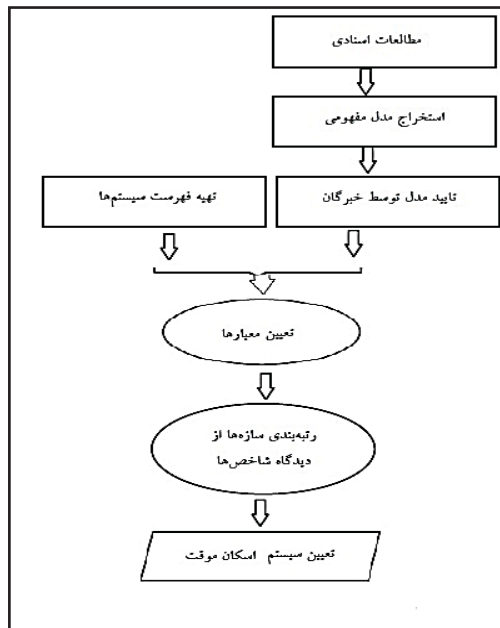 مطالعات اسنادی
استخراج مدل مفهومی
تایید مدل توسط خبرگان
تهیه فهرست سیستم‌ها
تعیین معیارها
رتبه‌بندی سازه‌ها از
دیدگاه شاخص‌ها
تعیین سیستم اسکان موقت